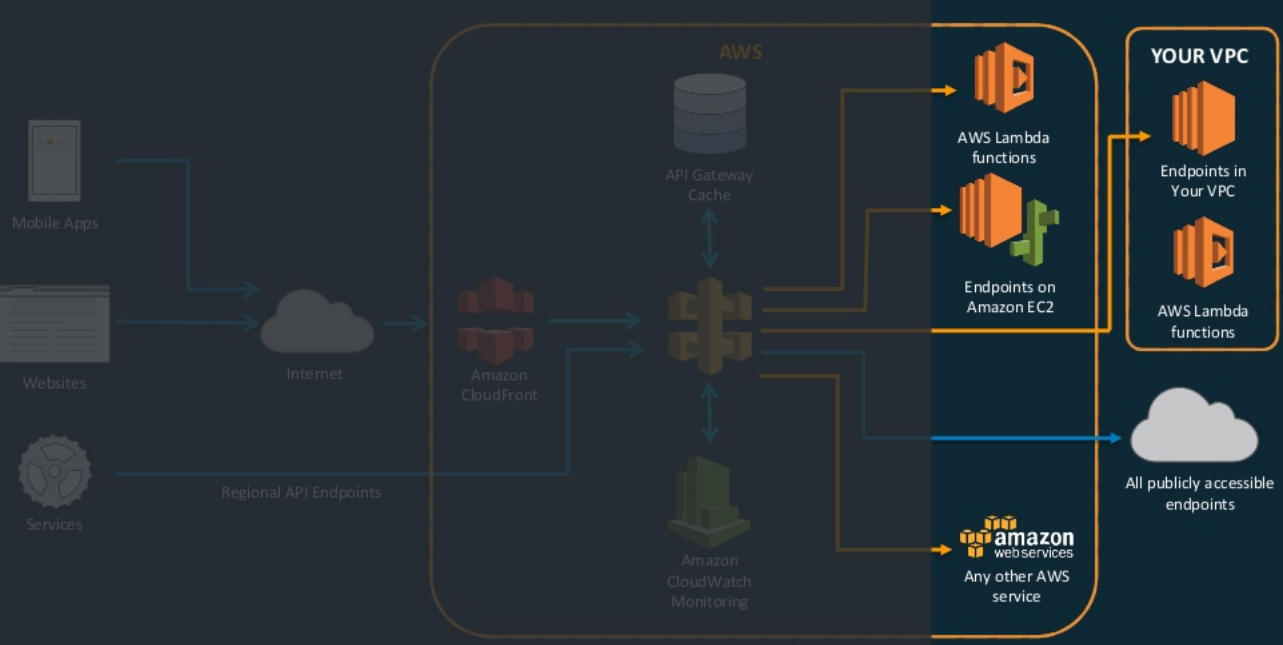 AWS
YOUR VPC
Mobile Apps
Websites
Services
Internet
Regional API Endpoints
Amazon
CloudFront
API Gateway
Cache
Amazon
CloudWatch
Monitoring
AWS Lambda
functions
Endpoints on
Amazon EC2
amazon
webservices
Any other AWS
service
Endpoints in
Your VPC
AWS Lambda
functions
All publicly accessible
endpoints